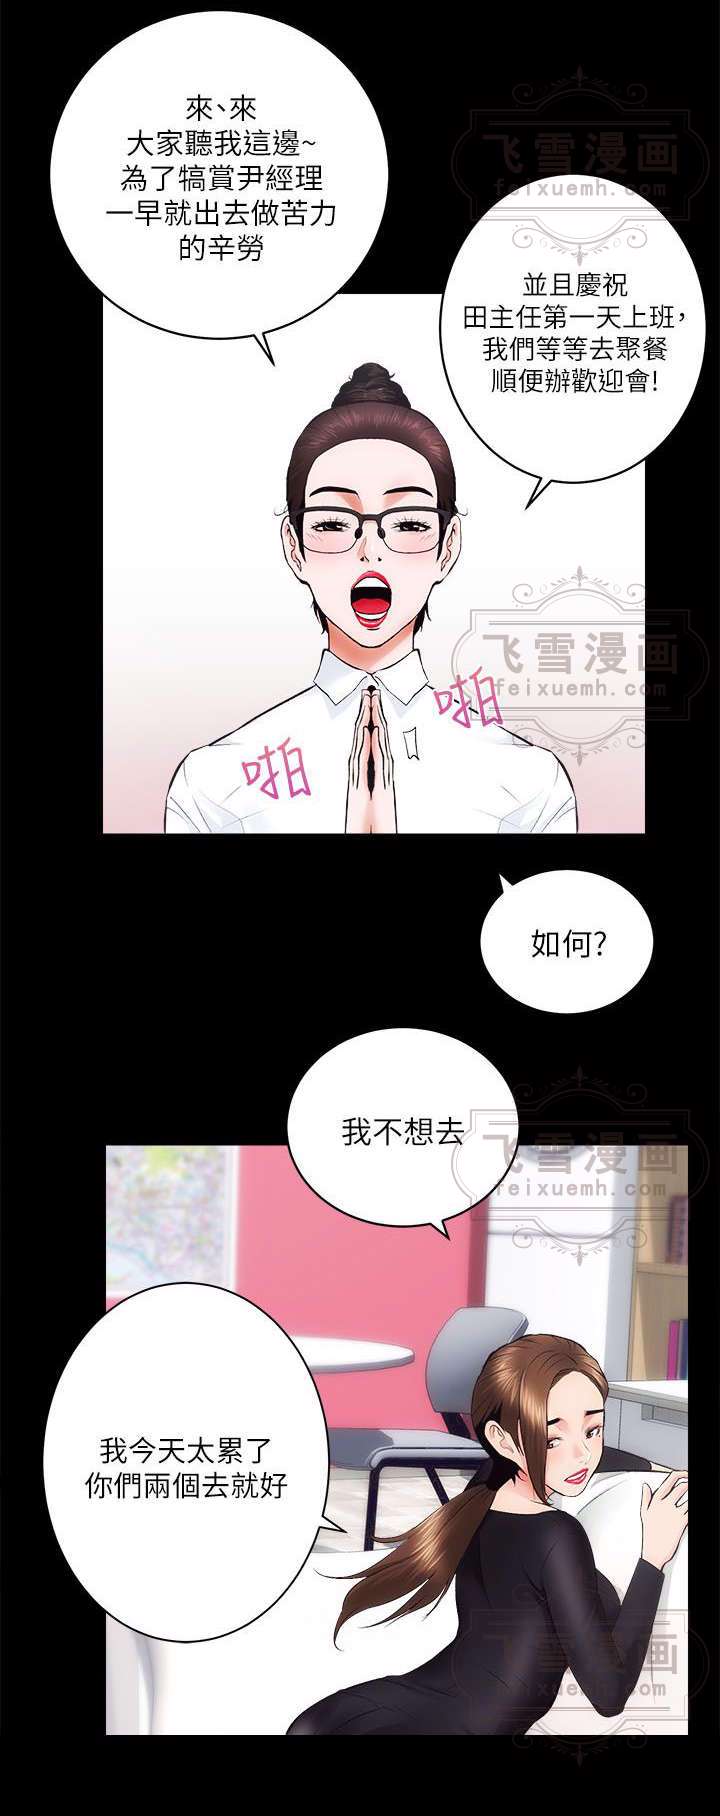 來、來
大家聽我這邊~
為了犒賞尹經理
一早就出去做苦力
的辛勞
飞雪漫画
feixuemh.com
並且慶祝
田主任第一天上班,
我們等等去聚餐
順便辦歡迎會!
飞雪漫画
feixuemh.com
啪
啪
如何?
我不想去
飞雪漫画
feixuemh.com
我今天太累了
你們兩個去就好
飞雪漫画
feixuemh.com